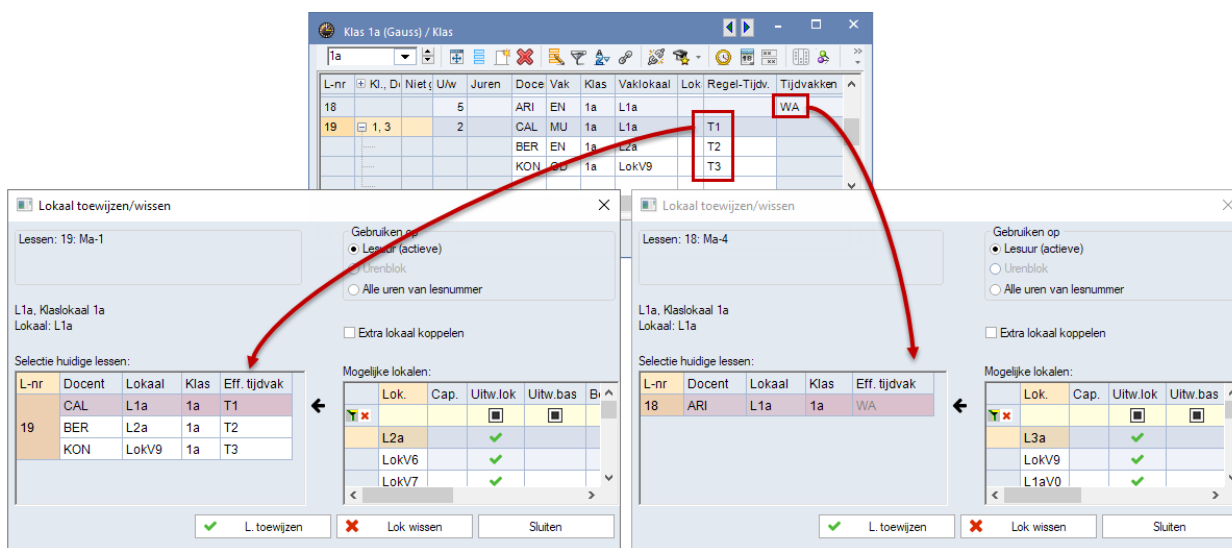 Klas 1a (Gauss) / Klas
1a
L-nr Kl., D Niet g U/w Juren Doce Vak Klas Vaklokaal Lok Regel-Tijdv. Tijdvakken
18 5 ARI EN 1a L1a WA
19 1, 3 2 CAL MU 1a L1a T1
BER EN 1a L2a T2
KON 1a LokV9 T3
Lokaal toewijzen/wissen
Lessen: 19: Ma-1
Gebruiken op
Lesuur (actieve)
Urenblok
Alle uren van lesnummer
L1a, Klaslokaal 1a
Lokaal: L1a
Extra lokaal koppelen
Selectie huidige lessen:
L-nr Docent Lokaal Klas Eff. tijdvak
19
CAL L1a 1a T1
BER L2a 1a T2
KON LokV9 1a T3
Mogelijke lokalen:
Lok. Cap. Uitw.lok Uitw.bas
L2a
LokV6
LokV7
L. toewijzen Lok wissen Sluiten
Lokaal toewijzen/wissen
Lessen: 18: Ma-4
Gebruiken op
Lesuur (actieve)
Urenblok
Alle uren van lesnummer
L1a, Klaslokaal 1a
Lokaal: L1a
Extra lokaal koppelen
Selectie huidige lessen:
L-nr Docent Lokaal Klas Eff. tijdvak
18 ARI L1a 1a WA
Mogelijke lokalen:
Lok. Cap. Uitw.lok Uitw.bas
L3a
LokV9
L1aV0
L. toewijzen Lok wissen Sluiten